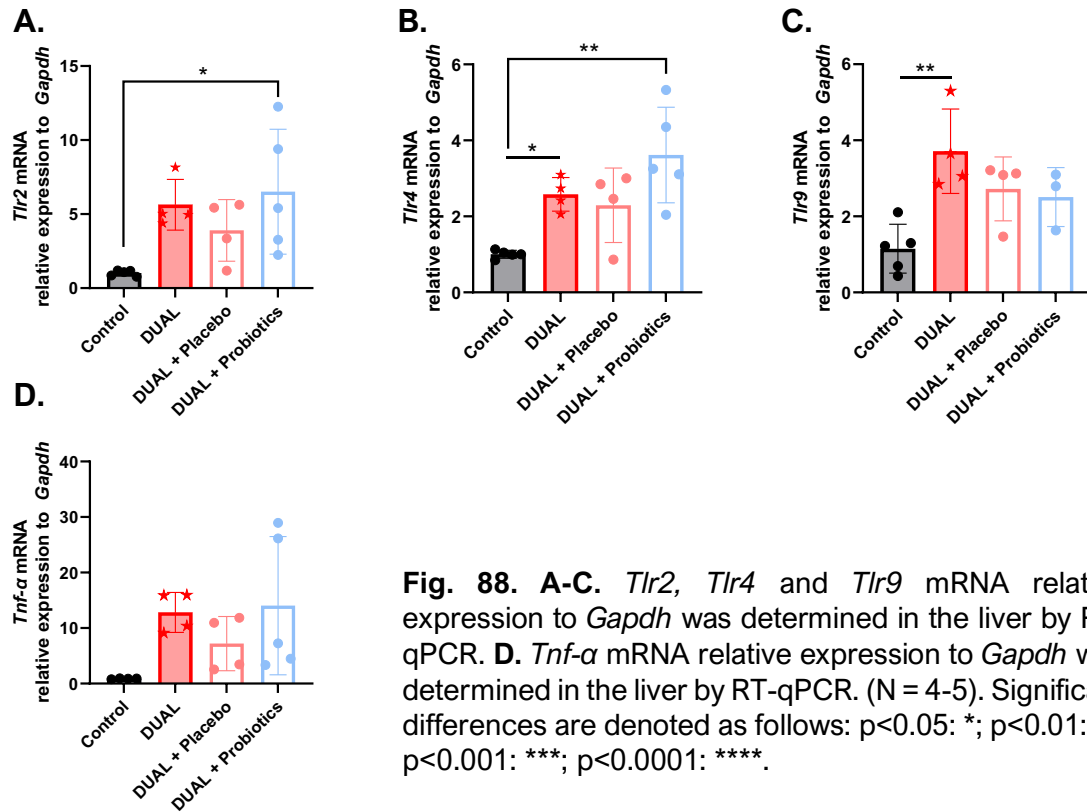 A.
Tlr2 mRNA
relative expression to Gapdh
15
10
5
0
*
Control
DUAL
DUAL + Placebo
DUAL + Probiotics
B.
Tlr4 mRNA
relative expression to Gapdh
6
4
2
0
*
**
Control
DUAL
DUAL + Placebo
DUAL + Probiotics
C.
Tlr9 mRNA
relative expression to Gapdh
6
4
2
0
**
Control
DUAL
DUAL + Placebo
DUAL + Probiotics
D.
Tnf-α mRNA
relative expression to Gapdh
40
30
20
10
0
Control
DUAL
DUAL + Placebo
DUAL + Probiotics
Fig. 88. A-C. Tlr2, Tlr4 and Tlr9 mRNA
expression to Gapdh was determined in the liver by
qPCR. D. Tnf-α mRNA relative expression to Gapdh
determined in the liver by RT-qPCR. (N = 4-5).
differences are denoted as follows: p<0.05: *; p<0.01:
p<0.001: ***; p<0.0001: ****.